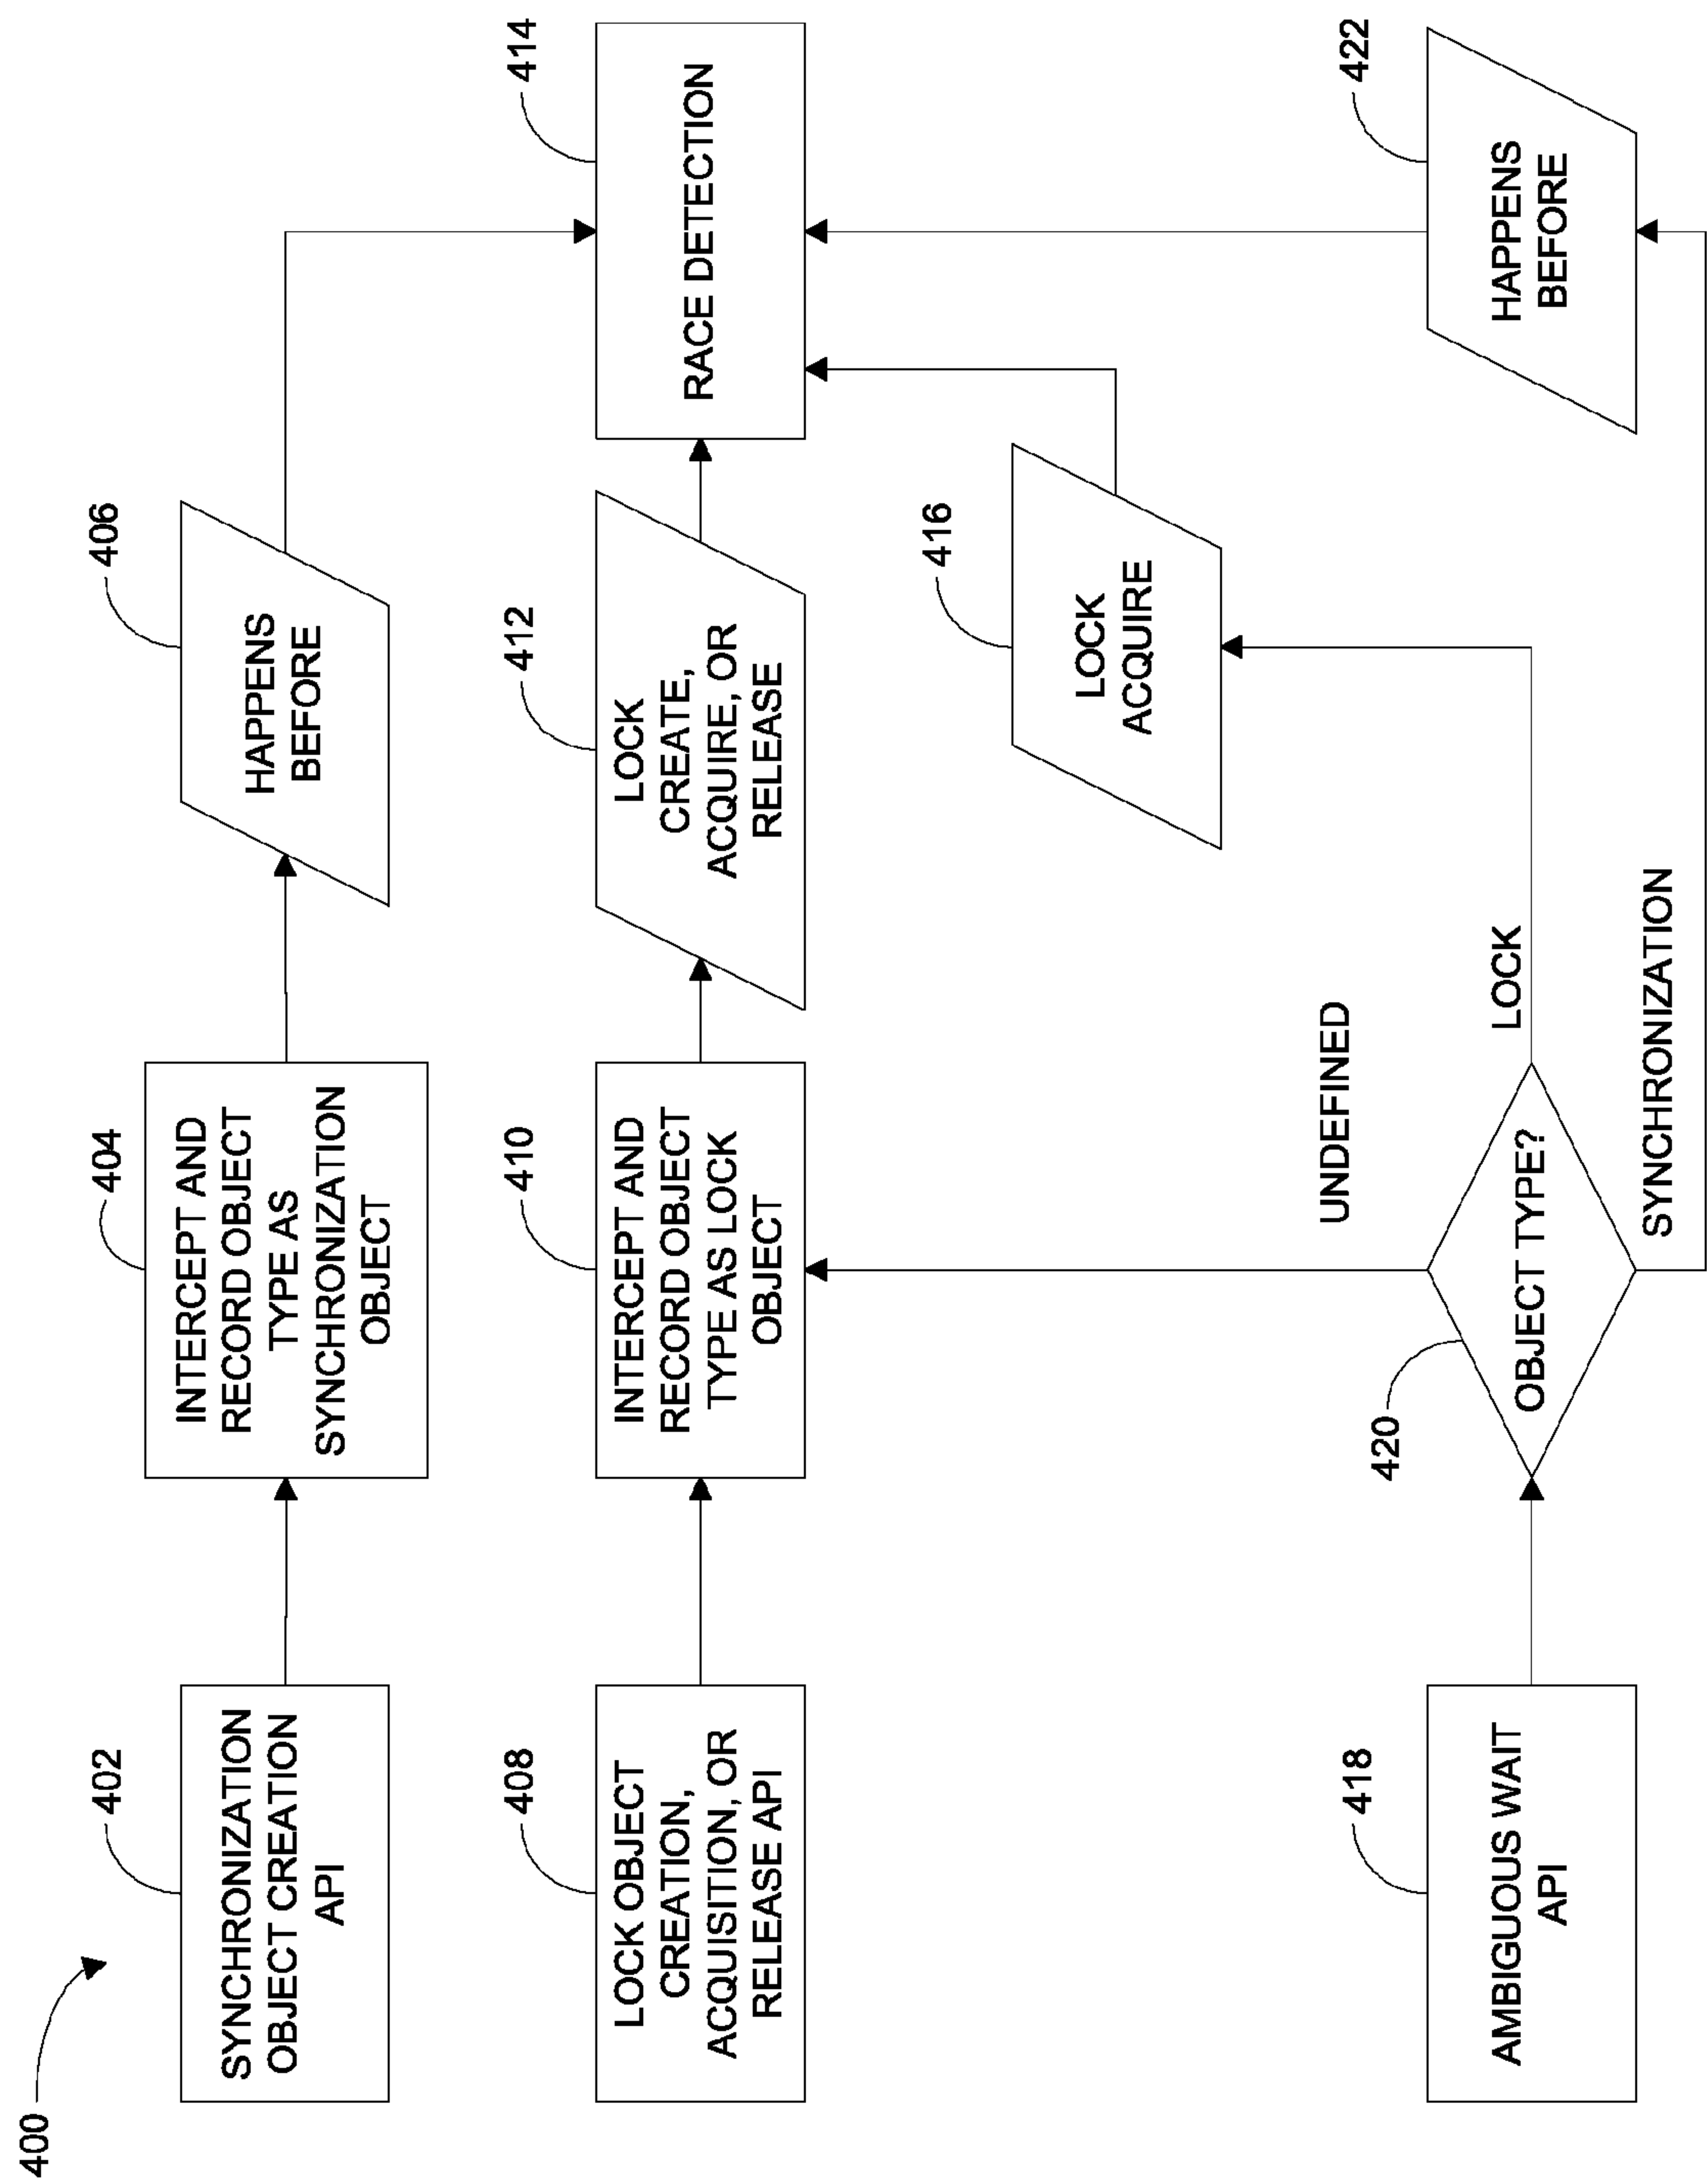 400
402
SYNCHRONIZATION
OBJECT CREATION
API
404
INTERCEPT AND
RECORD OBJECT
TYPE AS
SYNCHRONIZATION
OBJECT
406
HAPPENS
BEFORE
408
LOCK OBJECT
CREATION,
ACQUISITION, OR
RELEASE API
410
INTERCEPT AND
RECORD OBJECT
TYPE AS LOCK
OBJECT
412
LOCK
CREATE,
ACQUIRE, OR
RELEASE
414
RACE DETECTION
416
LOCK
ACQUIRE
418
AMBIGUOUS WAIT
API
420
OBJECT TYPE?
UNDEFINED
LOCK
SYNCHRONIZATION
422
HAPPENS
BEFORE